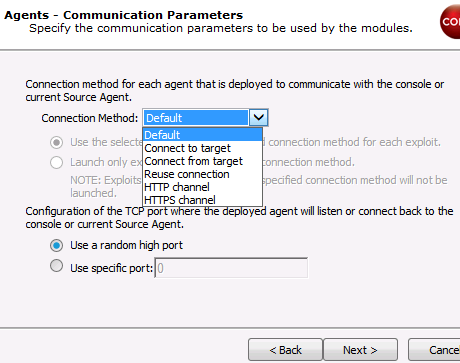 Agents - Communication Parameters
Specify the communication parameters to be used by the modules.
Connection method for each agent that is deployed to communicate with the console or
current Source Agent.
Connection Method: Default
Default
Connect to target
Connect from target
Reuse connection
HTTP channel
HTTPS channel
Use the selecte d connection method for each exploit.
Launch only ex onnection method.
NOTE: Exploits pecified connection method will not be
launched.
Configuration of the TCP port where the deployed agent will listen or connect back to the
console or current Source Agent.
Use a random high port
Use specific port: 0
< Back Next > Cance